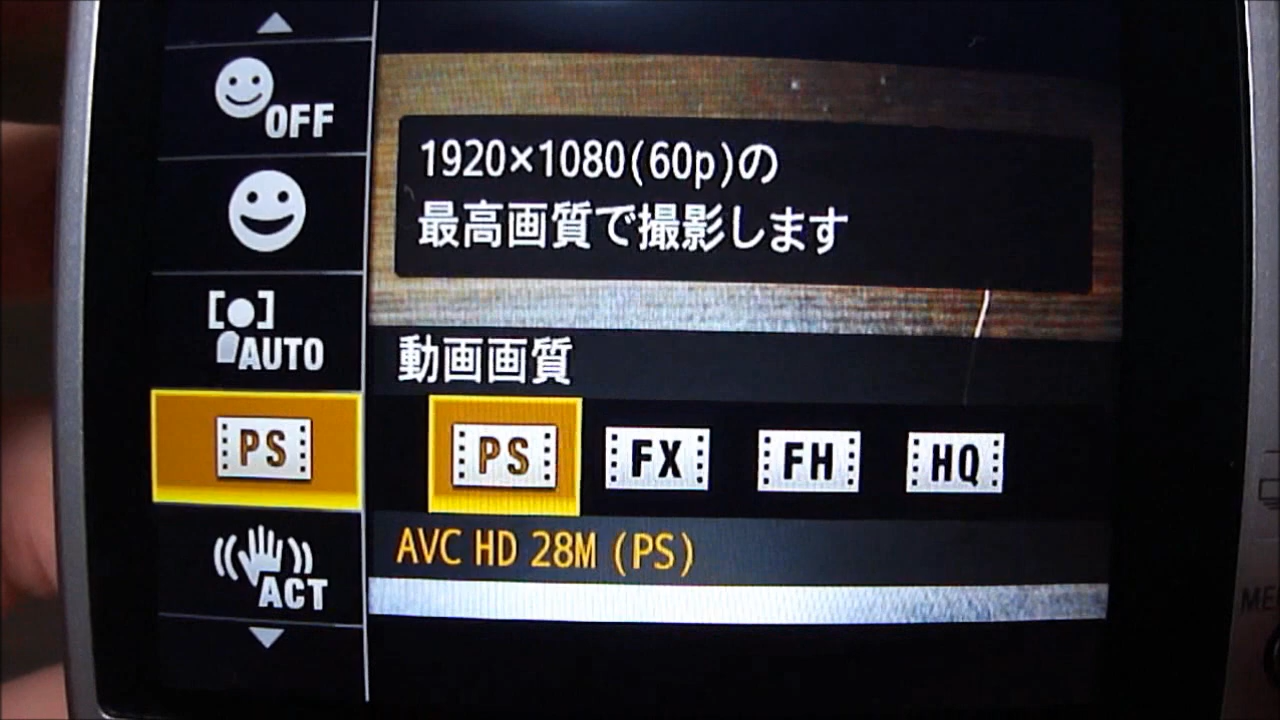 OFF
1920×1080(60p)の
最高画質で撮影します
AUTO
動画画質
PS
PS FX FH HQ
AVC HD 28M (PS)
ACT